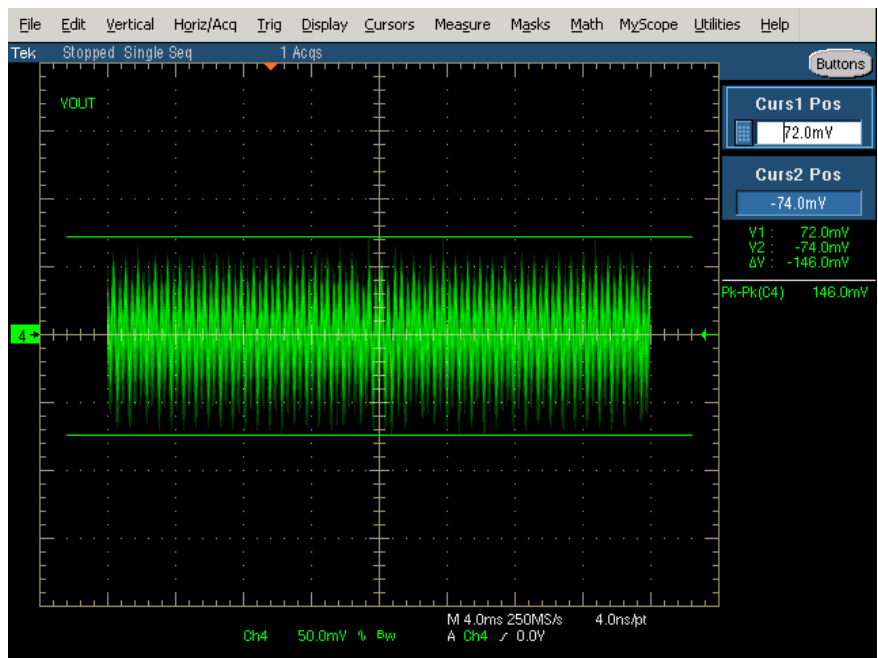 File Edit Vertical Horiz/Acq Trig Display Cursors Measure Masks Math MyScope Utilities Help
Tek Stopped Single Seq 1 Acqs
Buttons
VOUT
Curs1 Pos
72.0mV
Curs2 Pos
-74.0mV
V1 : 72.0mV
V2 : -74.0mV
ΔV : -146.0mV
Pk-Pk(C4) 146.0mV
4
M 4.0ms 250MS/s 4.0ns/pt
Ch4 50.0mV ∿ Bw
A Ch4 ∕ 0.0V